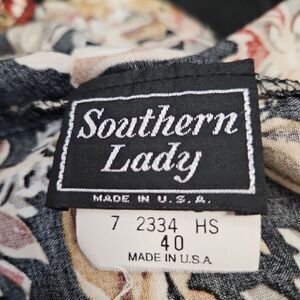 Southern
Lady
MADE IN U.S.A.
7 2334 HS
40
MADE IN U.S.A.